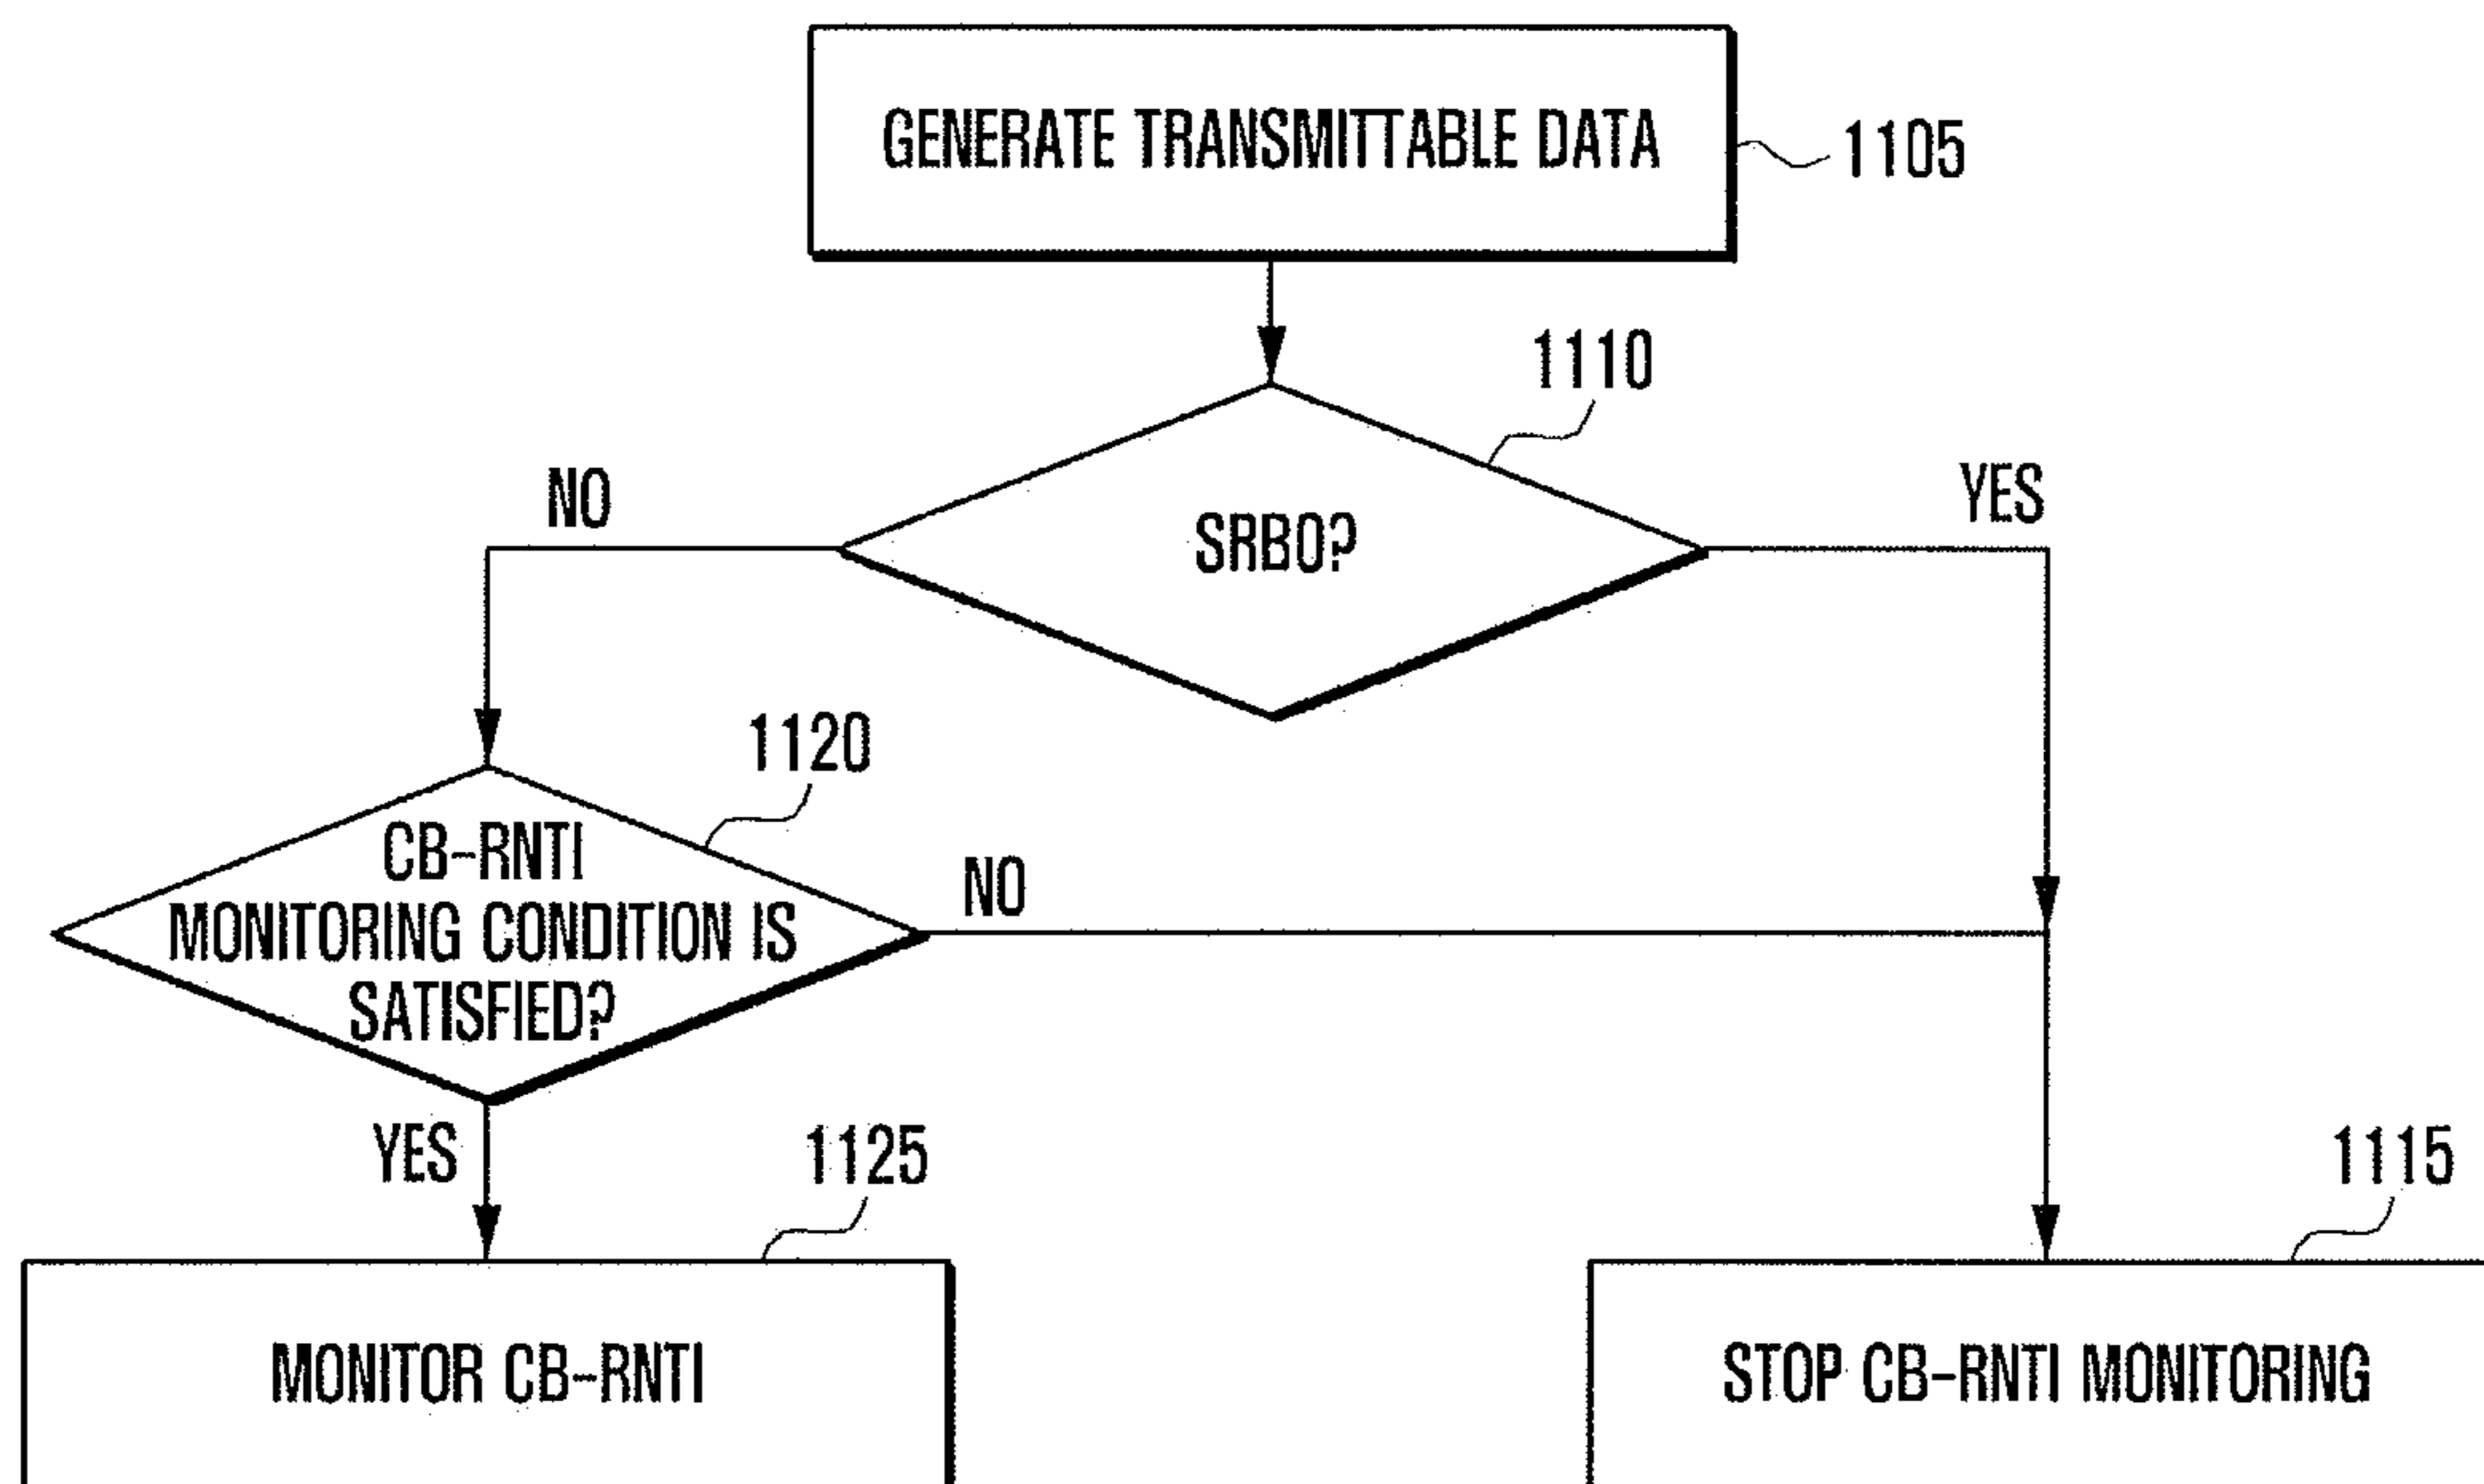 GENERATE TRANSMITTABLE DATA
1105
1110
NO
YES
SRB0?
1120
CB-RNTI
MONITORING CONDITION IS
SATISFIED?
NO
YES
1125
1115
MONITOR CB-RNTI
STOP CB-RNTI MONITORING